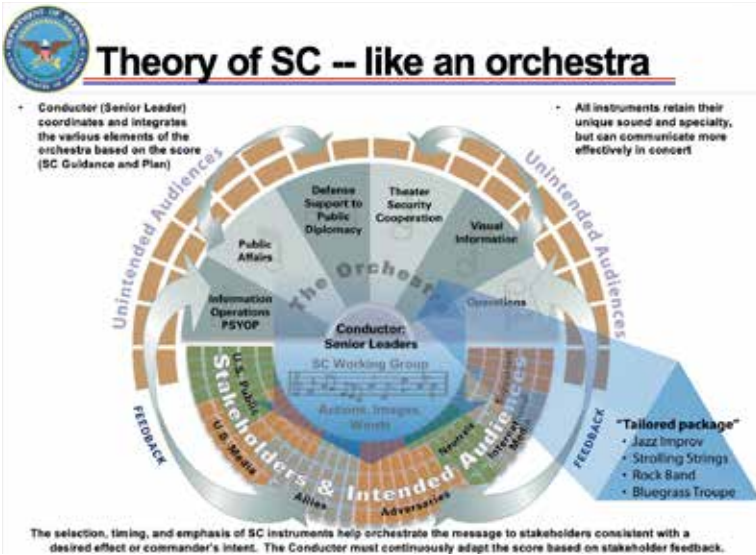 Theory of SC -- like an orchestra
• Conductor (Senior Leader)
coordinates and integrates
the various elements of the
orchestra based on the score
(SC Guidance and Plan)
• All instruments retain their
unique sound and specialty,
but can communicate more
effectively in concert
Unintended Audiences
Unintended Audiences
Defense
Support to
Public
Diplomacy
Theater
Security
Cooperation
Public
Affairs
Visual
Information
Information
Operations
PSYOP
Operations
The Orchestra
Conductor:
Senior Leaders
SC Working Group
Actions, Images,
Words
Stakeholders & Intended Audiences
U.S. Public
U.S. Media
Allies
Adversaries
Neutrals
FEEDBACK
FEEDBACK
"Tailored package"
• Jazz Improv
• Strolling Strings
• Rock Band
• Bluegrass Troupe
The selection, timing, and emphasis of SC instruments help orchestrate the message to stakeholders consistent with a
desired effect or commander's intent. The Conductor must continuously adapt the score based on stakeholder feedback.